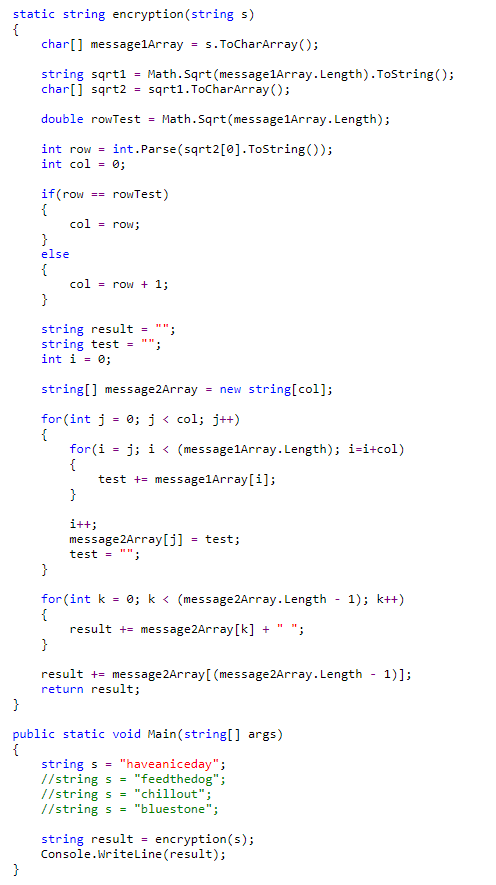 static string encryption(string s)
{
    char[] message1Array = s.ToCharArray();

    string sqrt1 = Math.Sqrt(message1Array.Length).ToString();
    char[] sqrt2 = sqrt1.ToCharArray();

    double rowTest = Math.Sqrt(message1Array.Length);

    int row = int.Parse(sqrt2[0].ToString());
    int col = 0;

    if(row == rowTest)
    {
        col = row;
    }
    else
    {
        col = row + 1;
    }

    string result = "";
    string test = "";
    int i = 0;

    string[] message2Array = new string[col];

    for(int j = 0; j < col; j++)
    {
        for(i = j; i < (message1Array.Length); i=i+col)
        {
            test += message1Array[i];
        }

        i++;
        message2Array[j] = test;
        test = "";
    }

    for(int k = 0; k < (message2Array.Length - 1); k++)
    {
        result += message2Array[k] + " ";
    }

    result += message2Array[(message2Array.Length - 1)];
    return result;
}

public static void Main(string[] args)
{
    string s = "haveaniceday";
    //string s = "feedthedog";
    //string s = "chillout";
    //string s = "bluestone";

    string result = encryption(s);
    Console.WriteLine(result);
}